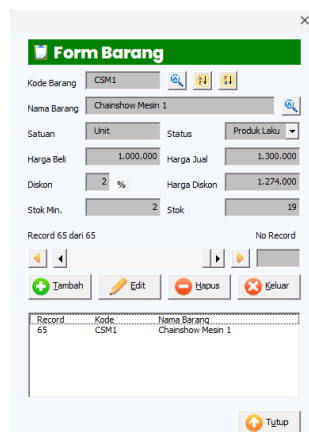 Form Barang
Kode Barang CSM1
Nama Barang Chainshow Mesin 1
Satuan Unit Status Produk Laku
Harga Beli 1.000.000 Harga Jual 1.300.000
Diskon 2 % Harga Diskon 1.274.000
Stok Min. 2 Stok 19
Record 65 dari 65 No Record
Tambah Edit Hapus Keluar
Record Kode Nama Barang
65 CSM1 Chainshow Mesin 1
Tutup